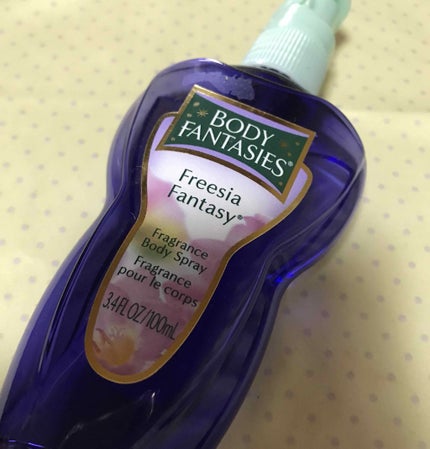 BODY
FANTASIES®
Freesia
Fantasy®
Fragrance
Body Spray
Fragrance
pour le corps
3.4 FL OZ/100mL